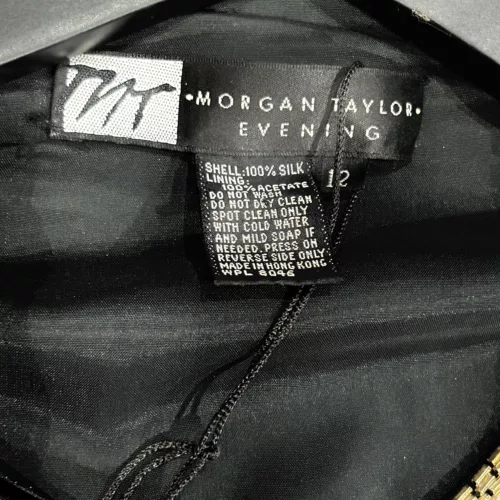 MT
•MORGAN TAYLOR•
EVENING
12
SHELL:100% SILK
LINING:
100% ACETATE
DO NOT WASH
DO NOT DRY CLEAN
SPOT CLEAN ONLY
WITH COLD WATER
AND MILD SOAP IF
NEEDED. PRESS ON
REVERSE SIDE ONLY
MADE IN HONG KONG
WPL 6046